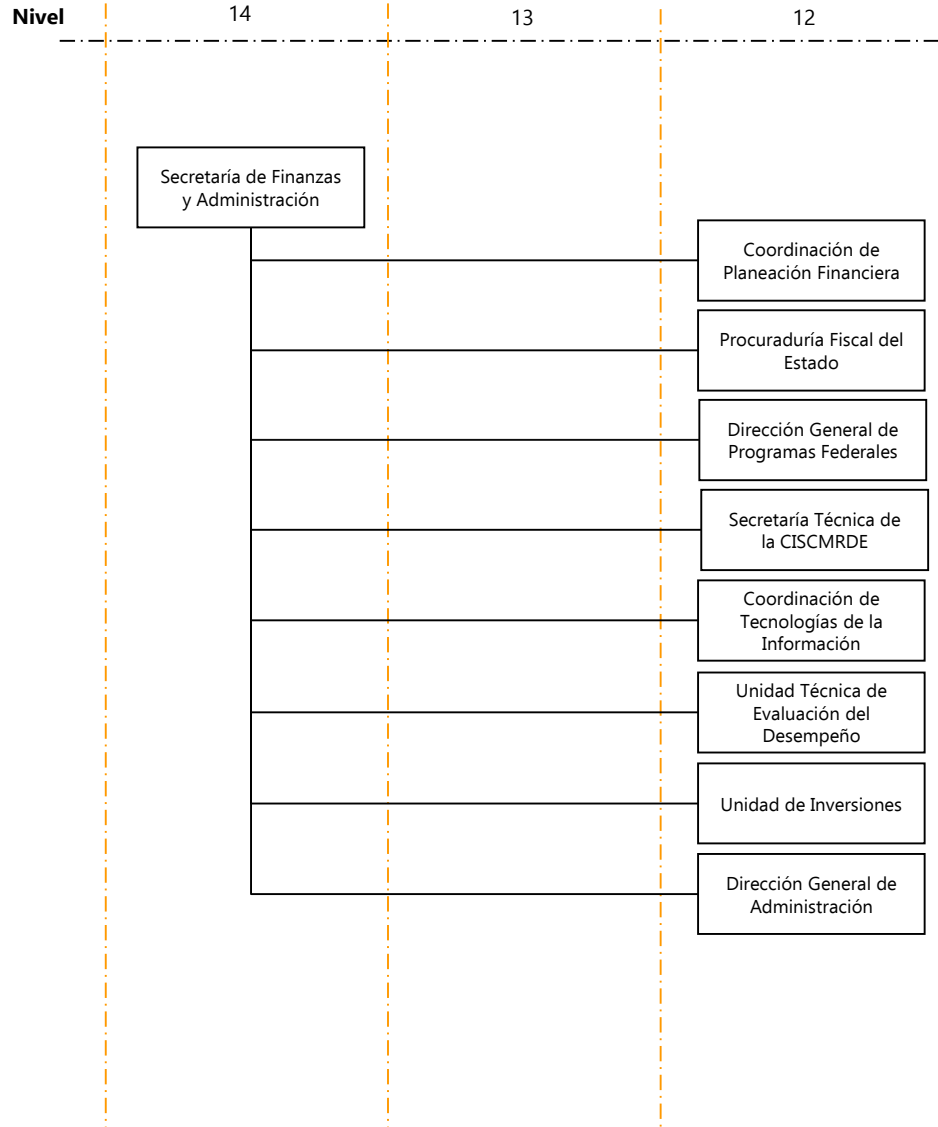 Nivel 14 13 12
Secretaría de Finanzas
y Administración
Coordinación de
Planeación Financiera
Procuraduría Fiscal del
Estado
Dirección General de
Programas Federales
Secretaría Técnica de
la CISCMRDE
Coordinación de
Tecnologías de la
Información
Unidad Técnica de
Evaluación del
Desempeño
Unidad de Inversiones
Dirección General de
Administración